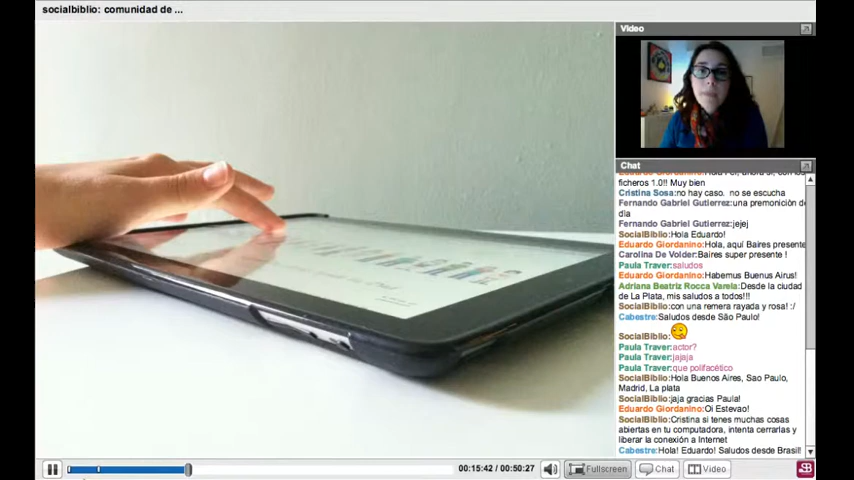 socialbiblio: comunidad de ...
Video
Chat
ficheros 1.0!! Muy bien
Cristina Sosa:no hay caso. no se escucha
Fernando Gabriel Gutierrez:una premonición de
día
Fernando Gabriel Gutierrez:jejej
SocialBiblio:Hola Eduardo!
Eduardo Giordanino:Hola, aquí Baires presente
Carolina De Volder:Baires super presente !
Paula Traver:saludos
Eduardo Giordanino:Habemus Buenos Aires!
Adriana Beatriz Rocca Varela:Desde la ciudad
de La Plata, mis saludos a todos!!!
SocialBiblio:con una remera rayada y rosa! :/
Cabestre:Saludos desde São Paulo!
SocialBiblio:
Paula Traver:actor?
Paula Traver:jajaja
Paula Traver:que polifacético
SocialBiblio:Hola Buenos Aires, Sao Paulo,
Madrid, La plata
SocialBiblio:jaja gracias Paula!
Eduardo Giordanino:Oi Estevao!
SocialBiblio:Cristina si tenes muchas cosas
abiertas en tu computadora, intenta cerrarlas y
liberar la conexión a Internet
Cabestre:Hola! Eduardo! Saludos desde Brasil!
00:15:42 / 00:50:27
Fullscreen
Chat
Video
SB